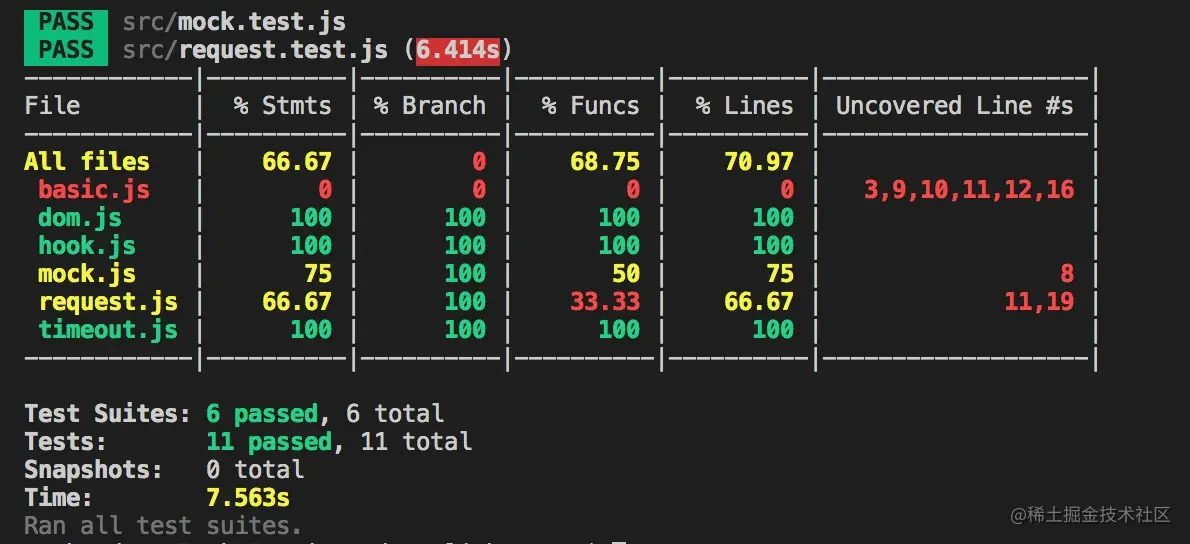 PASS src/mock.test.js
PASS src/request.test.js (6.414s)
File | % Stmts | % Branch | % Funcs | % Lines | Uncovered Line #s |
All files | 66.67 | 0 | 68.75 | 70.97 | |
basic.js | 0 | 0 | 0 | 0 | 3,9,10,11,12,16 |
dom.js | 100 | 100 | 100 | 100 | |
hook.js | 100 | 100 | 100 | 100 | |
mock.js | 75 | 100 | 50 | 75 | 8 |
request.js | 66.67 | 100 | 33.33 | 66.67 | 11,19 |
timeout.js | 100 | 100 | 100 | 100 | |
Test Suites: 6 passed, 6 total
Tests: 11 passed, 11 total
Snapshots: 0 total
Time: 7.563s
Ran all test suites.
@稀土掘金技术社区